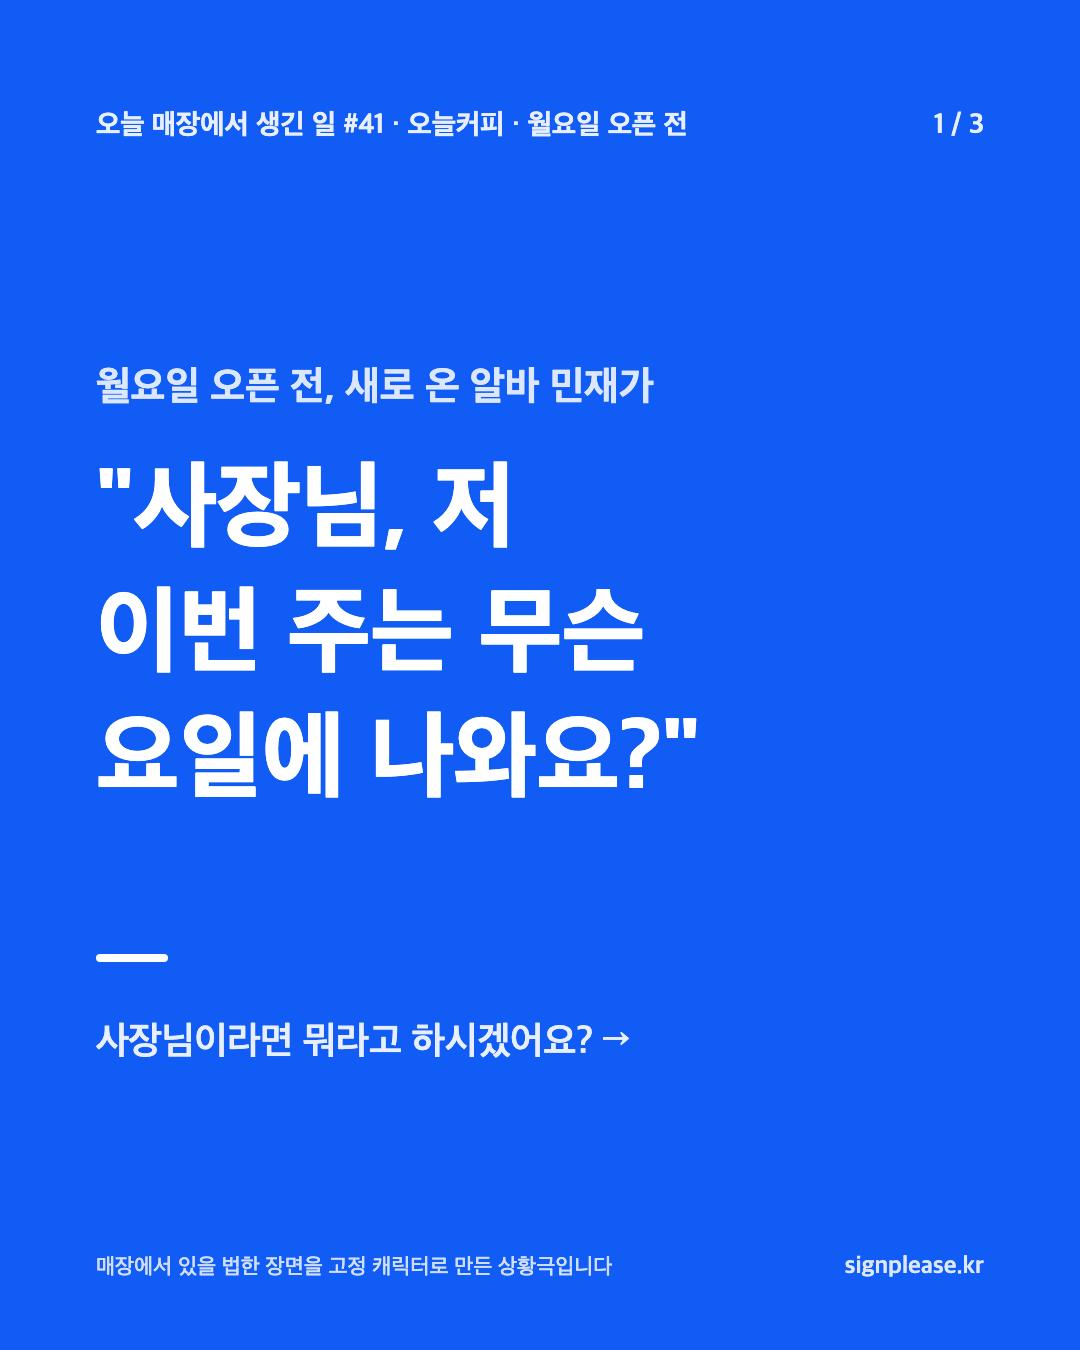 오늘 매장에서 생긴 일 #41 · 오늘커피 · 월요일 오픈 전
1 / 3
월요일 오픈 전, 새로 온 알바 민재가
"사장님, 저
이번 주는 무슨
요일에 나와요?"
사장님이라면 뭐라고 하시겠어요? →
매장에서 있을 법한 장면을 고정 캐릭터로 만든 상황극입니다
signplease.kr